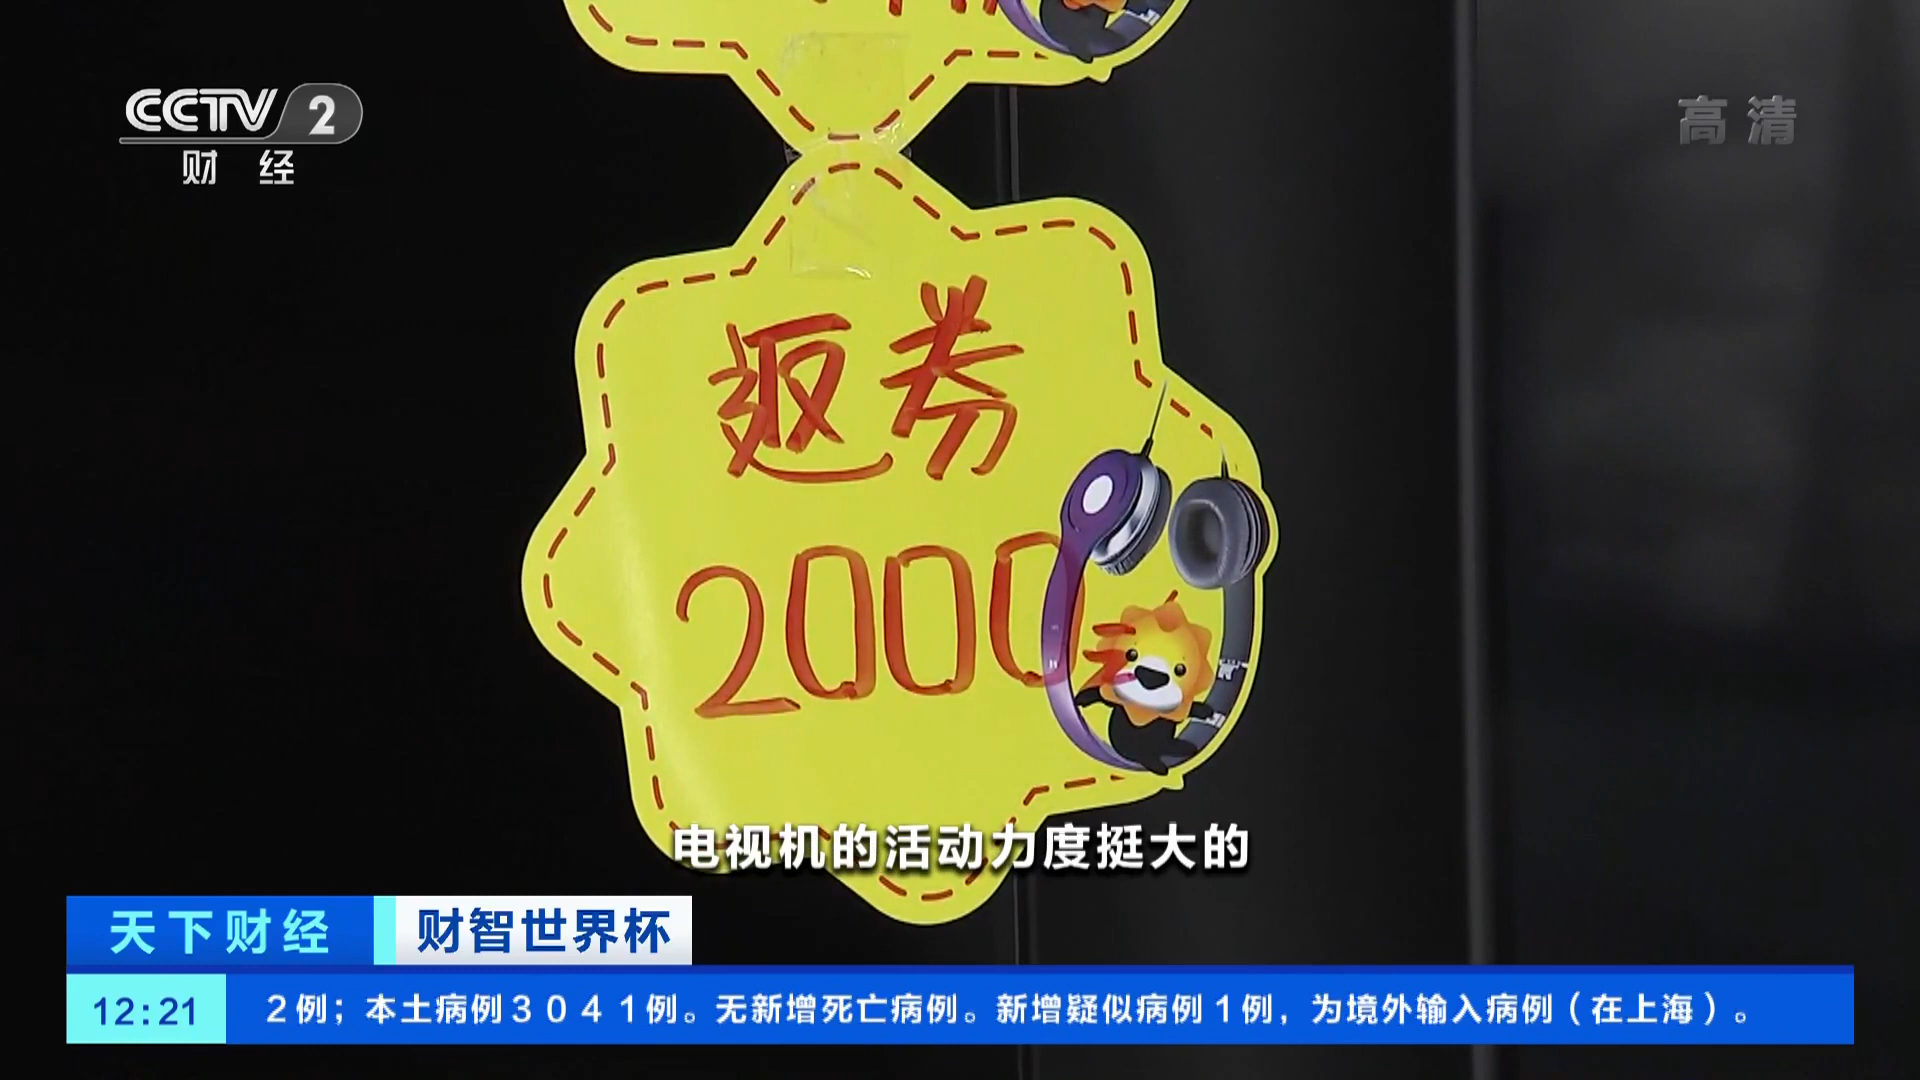 CCTV 2
财 经
高清
返券
2000元
电视机的活动力度挺大的
天下财经
财智世界杯
12:21
2例；本土病例3041例。无新增死亡病例。新增疑似病例1例，为境外输入病例（在上海）。